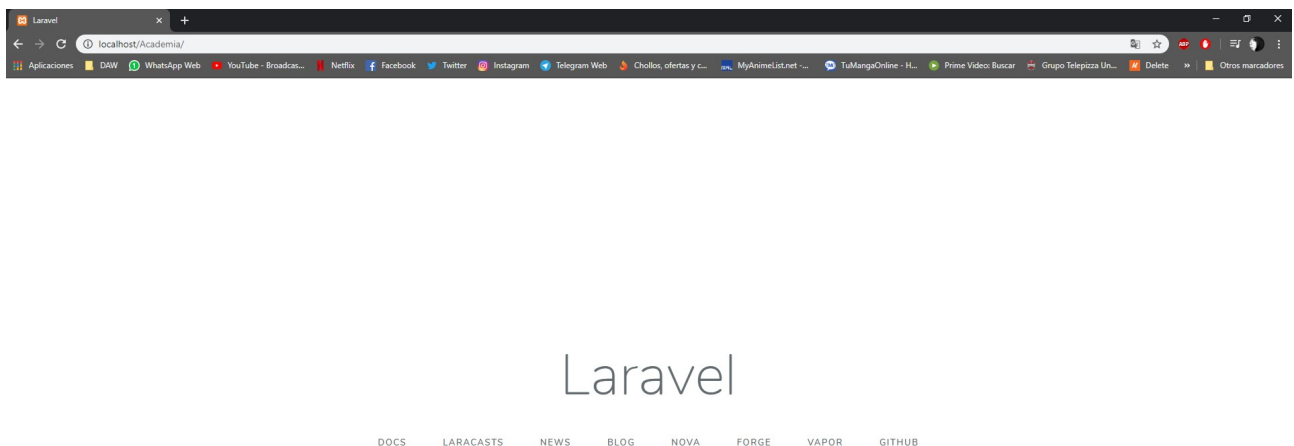 Laravel
localhost/Academia/
Aplicaciones DAW WhatsApp Web YouTube - Broadcas... Netflix Facebook Twitter Instagram Telegram Web Chollos, ofertas y c... MyAnimeList.net -... TuMangaOnline - H... Prime Video: Buscar Grupo Telepizza Un... Delete » Otros marcadores
Laravel
DOCS LARACASTS NEWS BLOG NOVA FORGE VAPOR GITHUB